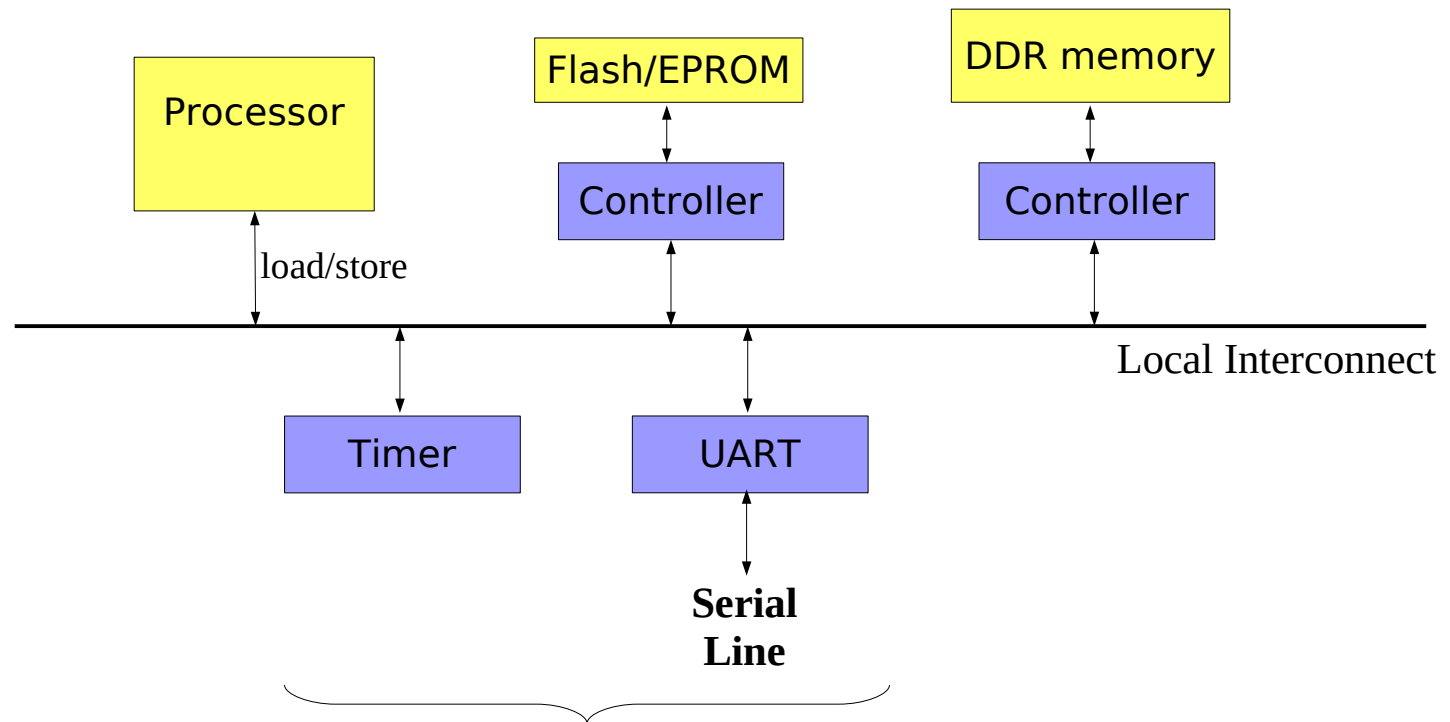 Processor
Flash/EPROM
DDR memory
Controller
Controller
load/store
Local Interconnect
Timer
UART
Serial
Line